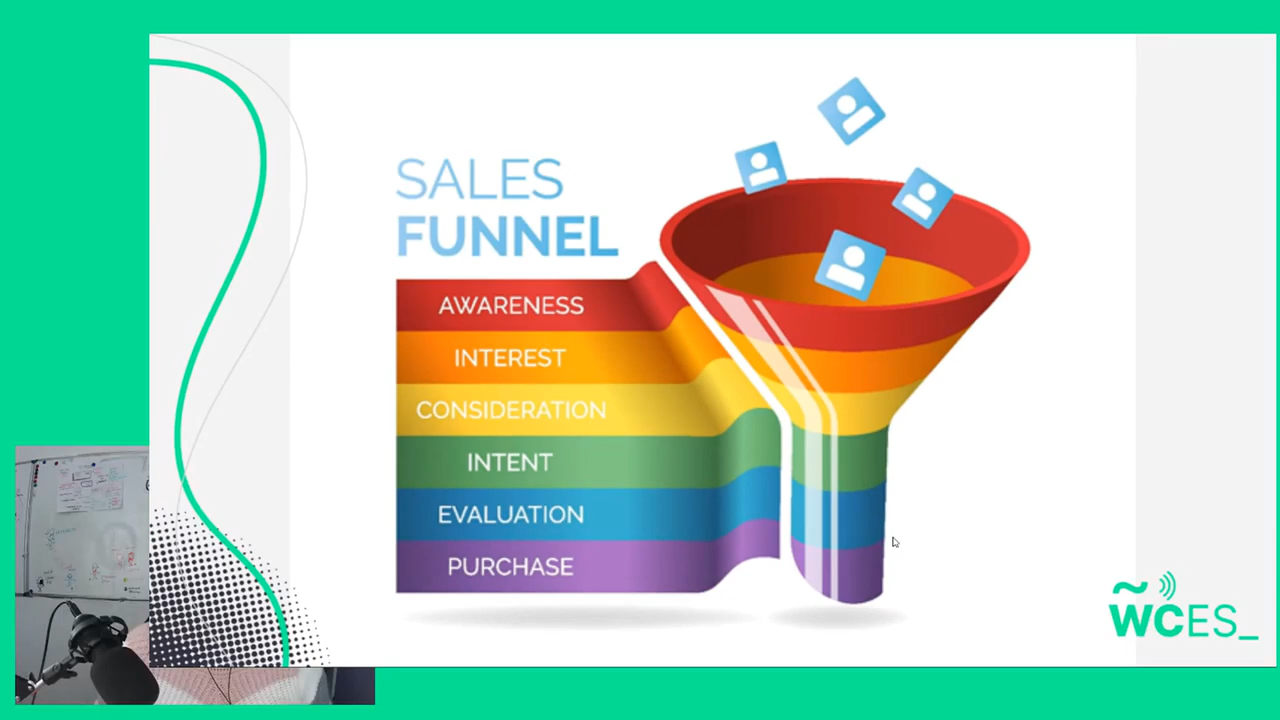 SALES
FUNNEL
AWARENESS
INTEREST
CONSIDERATION
INTENT
EVALUATION
PURCHASE
WCES_